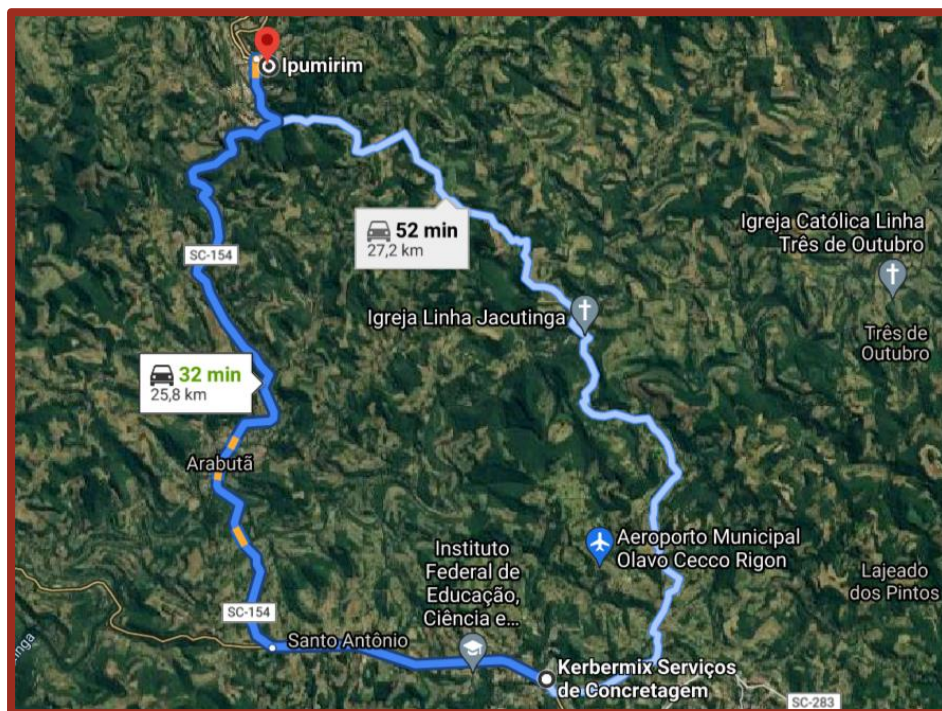 Ipumirim
52 min
27,2 km
Igreja Católica Linha
Três de Outubro
SC-154
Igreja Linha Jacutinga
Três de
Outubro
32 min
25,8 km
Arabutã
Aeroporto Municipal
Olavo Cecco Rigon
Instituto
Federal de
Educação,
Ciência e...
Lajeado
dos Pintos
SC-154
Santo Antônio
Kerbermix Serviços
de Concretagem
SC-283